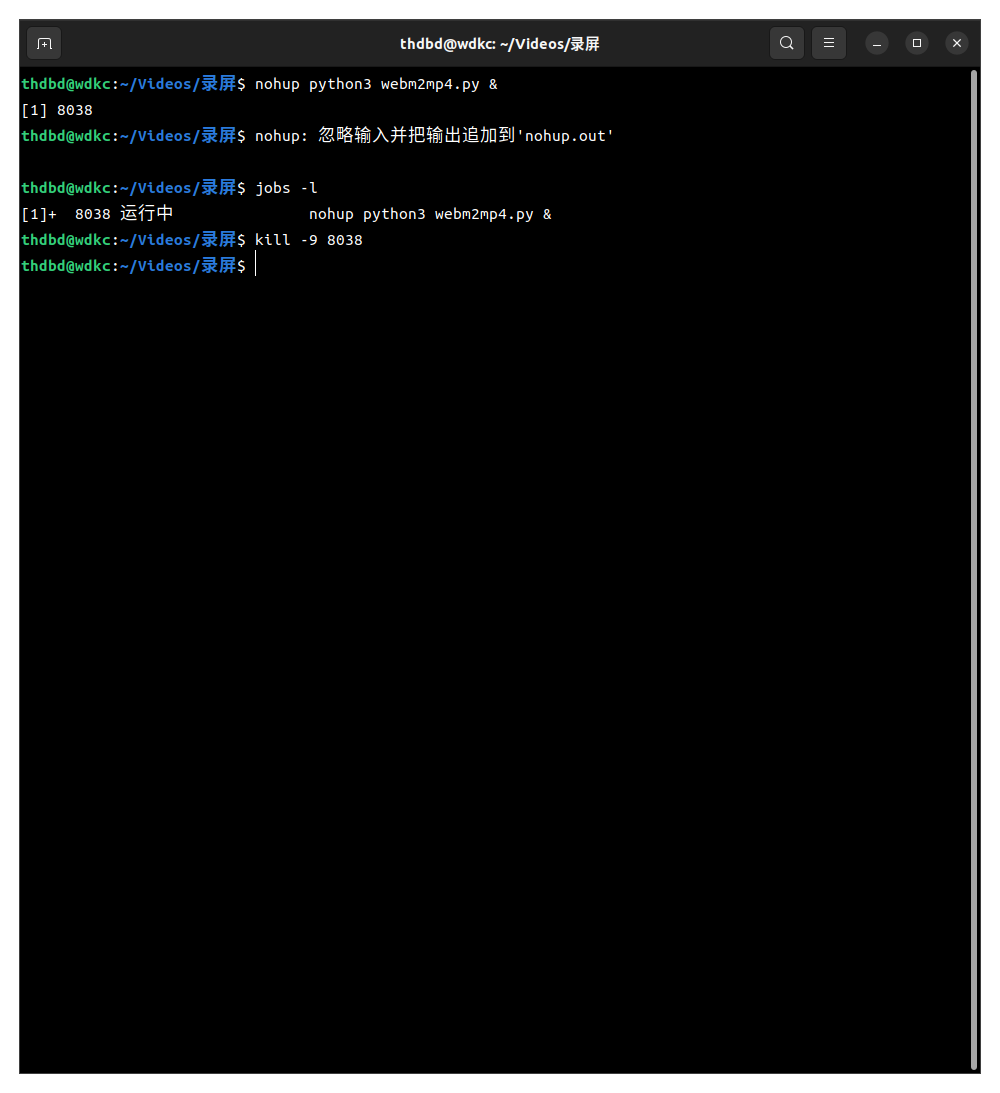 thdbd@wdkc: ~/Videos/录屏
thdbd@wdkc:~/Videos/录屏$ nohup python3 webm2mp4.py &
[1] 8038
thdbd@wdkc:~/Videos/录屏$ nohup: 忽略输入并把输出追加到'nohup.out'
thdbd@wdkc:~/Videos/录屏$ jobs -l
[1]+  8038 运行中               nohup python3 webm2mp4.py &
thdbd@wdkc:~/Videos/录屏$ kill -9 8038
thdbd@wdkc:~/Videos/录屏$